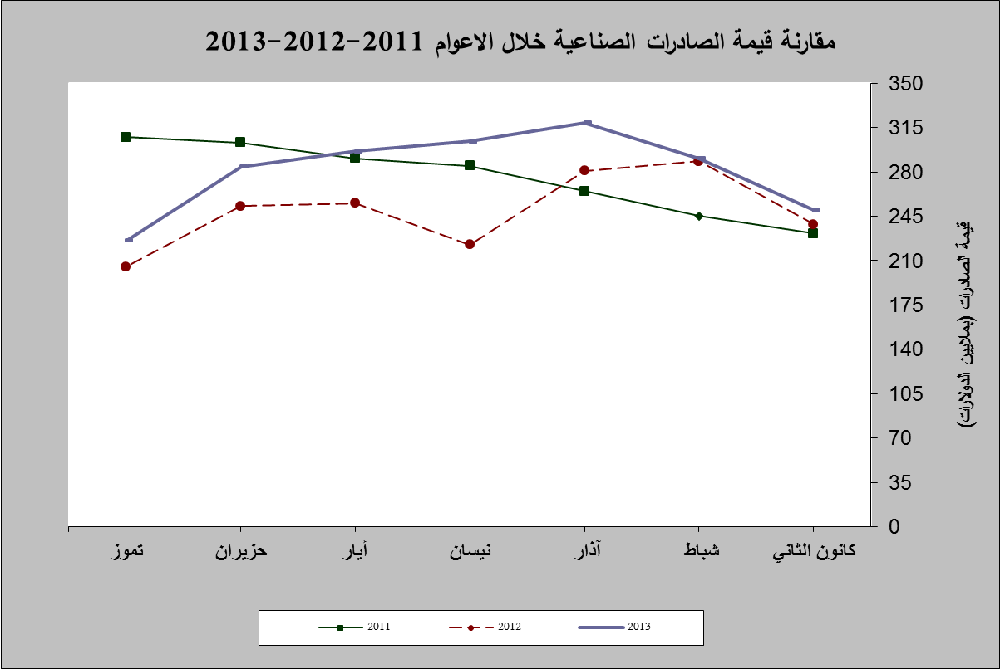 مقارنة قيمة الصادرات الصناعية خلال الاعوام 2011-2012-2013
350
315
280
245
210
175
140
105
70
35
0
قيمة الصادرات (بملايين الدولارات)
كانون الثاني
شباط
آذار
نيسان
أيار
حزيران
تموز
2011
2012
2013